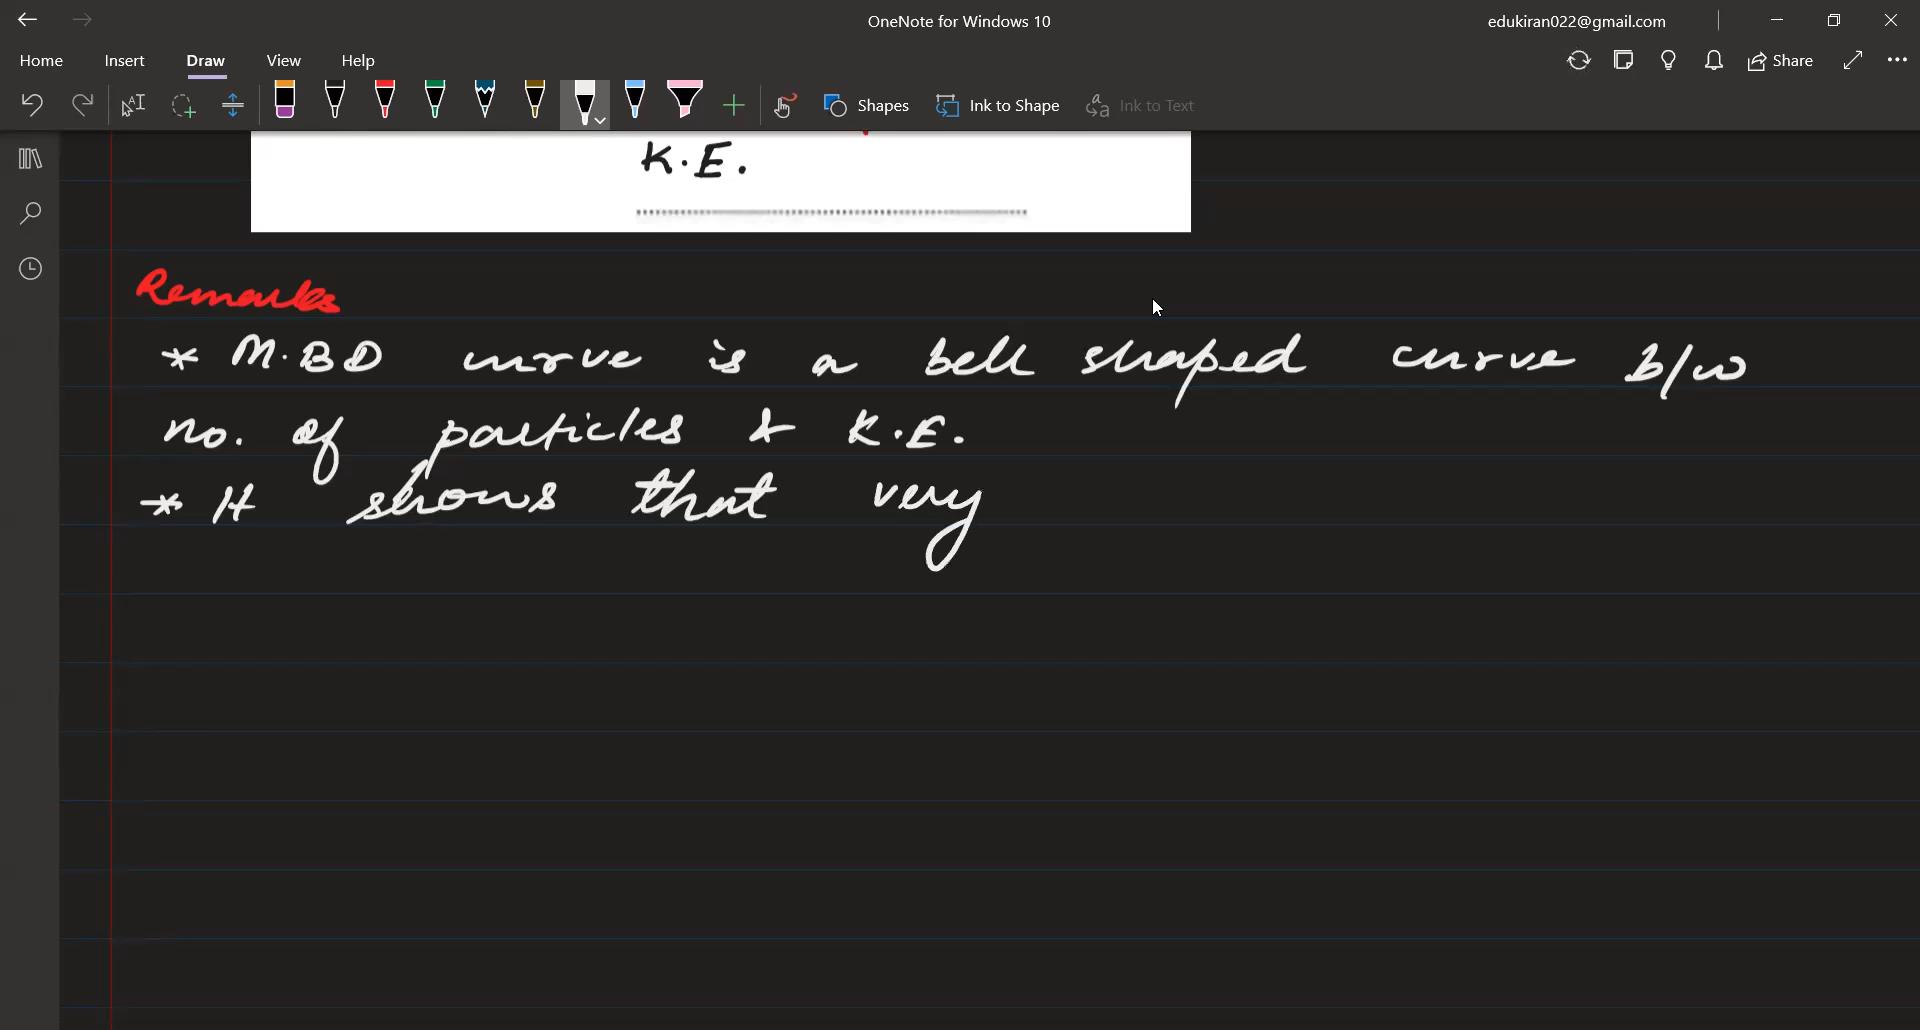 OneNote for Windows 10
edukiran022@gmail.com
Home Insert Draw View Help
Share
Shapes Ink to Shape Ink to Text
K.E.
Remarks
* M.BD curve is a bell shaped curve b/w
no. of particles & K.E.
* It shows that very